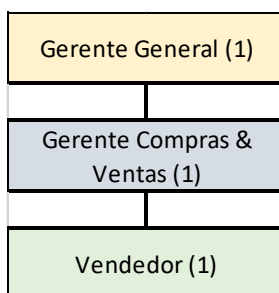 Gerente General (1)
Gerente Compras &
Ventas (1)
Vendedor (1)